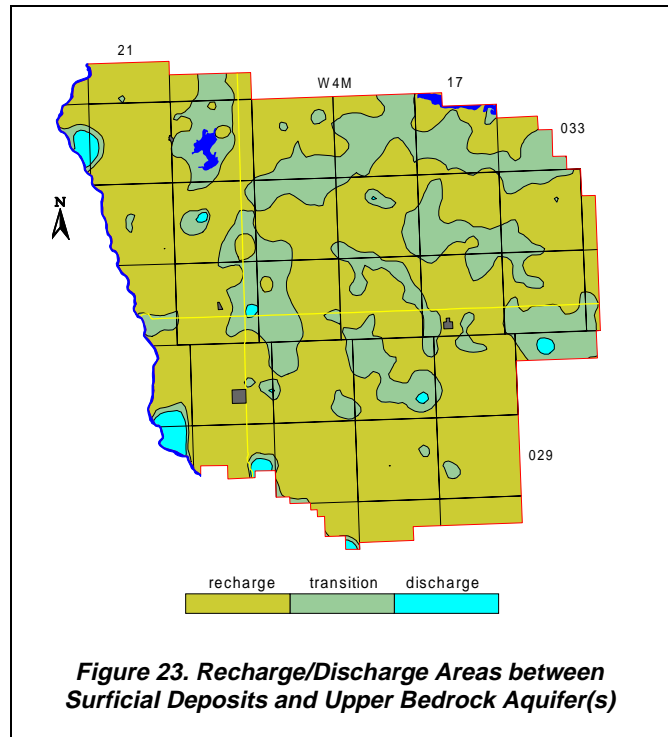 21
W4M
17
033
N
029
recharge transition discharge
Figure 23. Recharge/Discharge Areas between
Surficial Deposits and Upper Bedrock Aquifer(s)